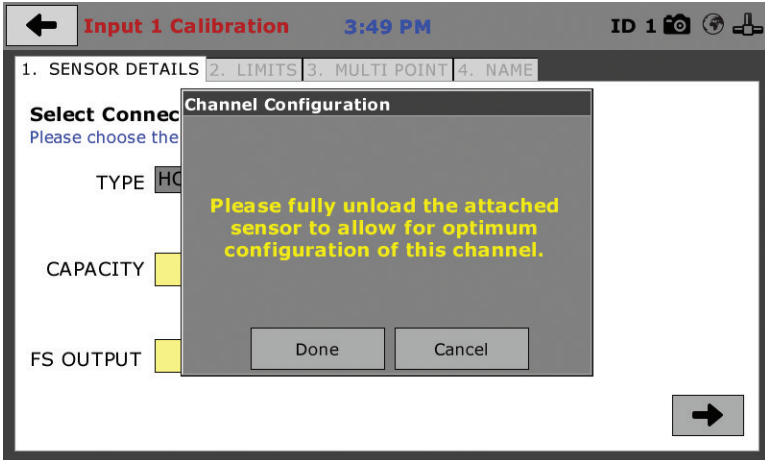 Input 1 Calibration 3:49 PM ID 1
1. SENSOR DETAILS 2. LIMITS 3. MULTI POINT 4. NAME
Select Connec
Please choose the
Channel Configuration
TYPE HO
Please fully unload the attached
sensor to allow for optimum
configuration of this channel.
CAPACITY
FS OUTPUT
Done Cancel